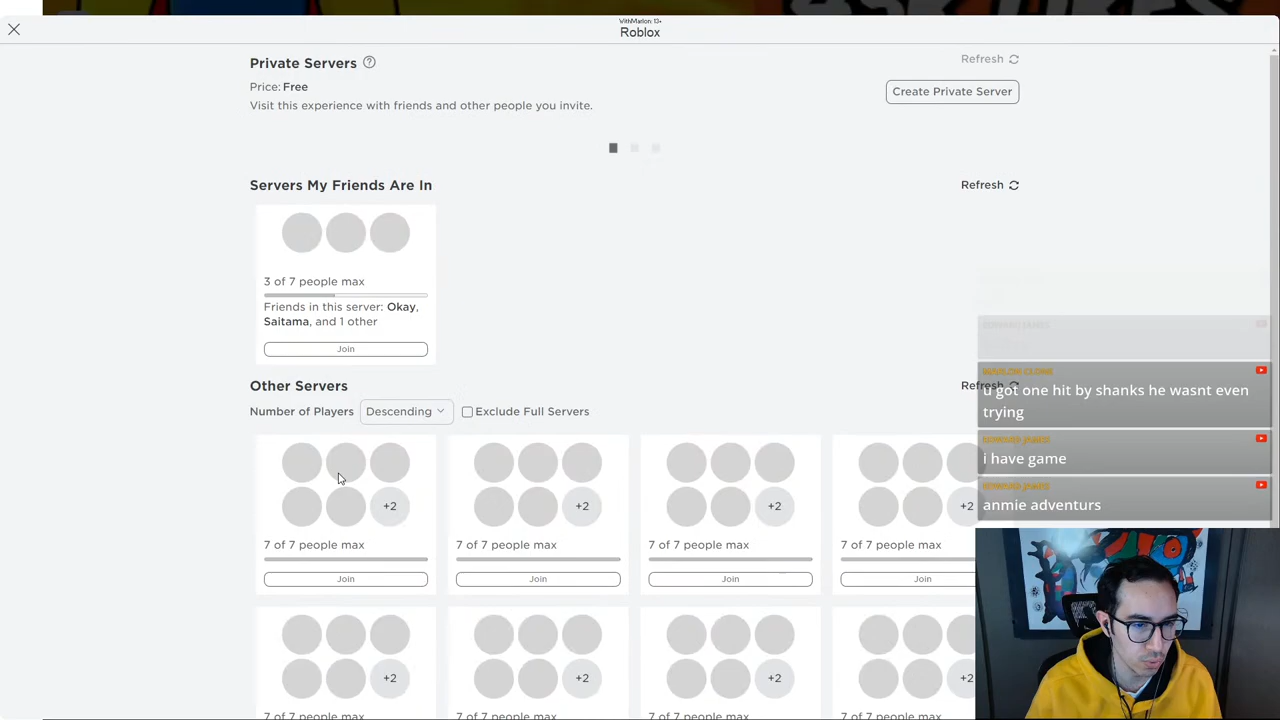 WithMarlon: 13+
Roblox
Private Servers
Refresh
Price: Free
Create Private Server
Visit this experience with friends and other people you invite.
Servers My Friends Are In
Refresh
3 of 7 people max
Friends in this server: Okay,
Saitama, and 1 other
Join
Other Servers
Number of Players
Descending
Exclude Full Servers
+2
+2
+2
+2
7 of 7 people max
7 of 7 people max
7 of 7 people max
7 of 7 people max
Join
Join
Join
Join
+2
+2
+2
+2
u got one hit by shanks he wasnt even
trying
i have game
anmie adventurs